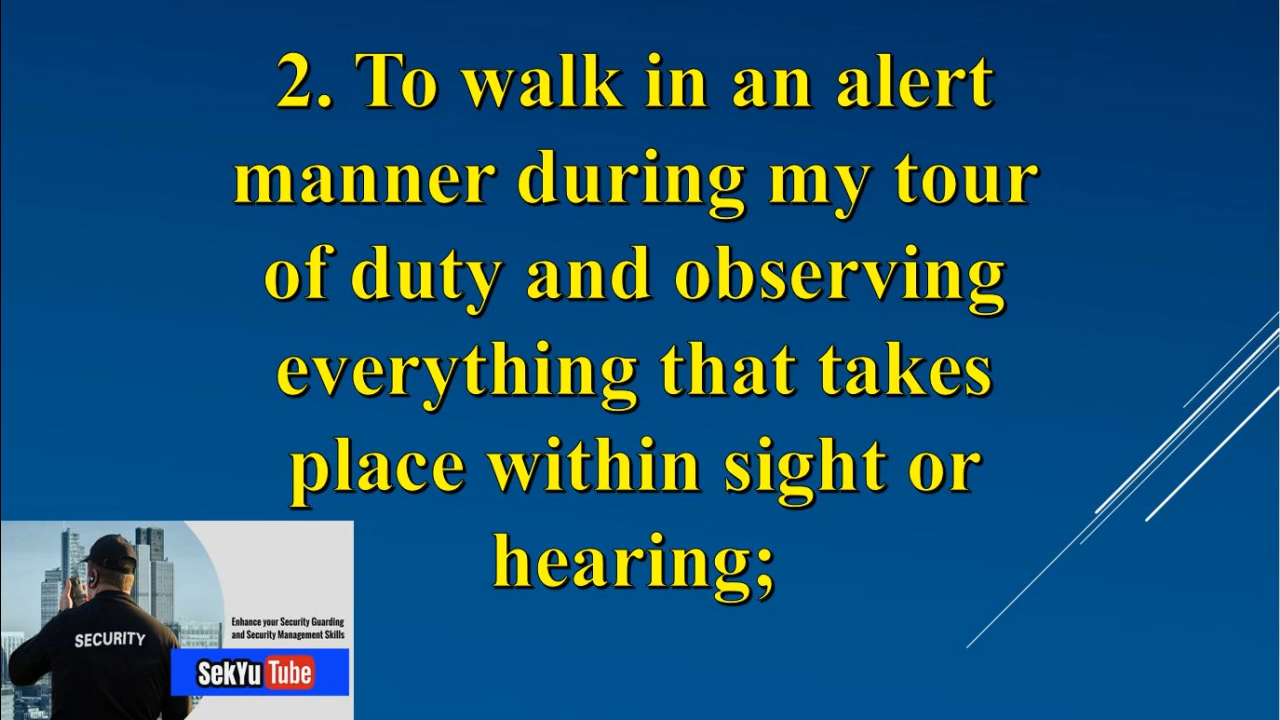 2. To walk in an alert
manner during my tour
of duty and observing
everything that takes
place within sight or
hearing;
Enhance your Security Guarding
and Security Management Skills
SECURITY
SekYu Tube